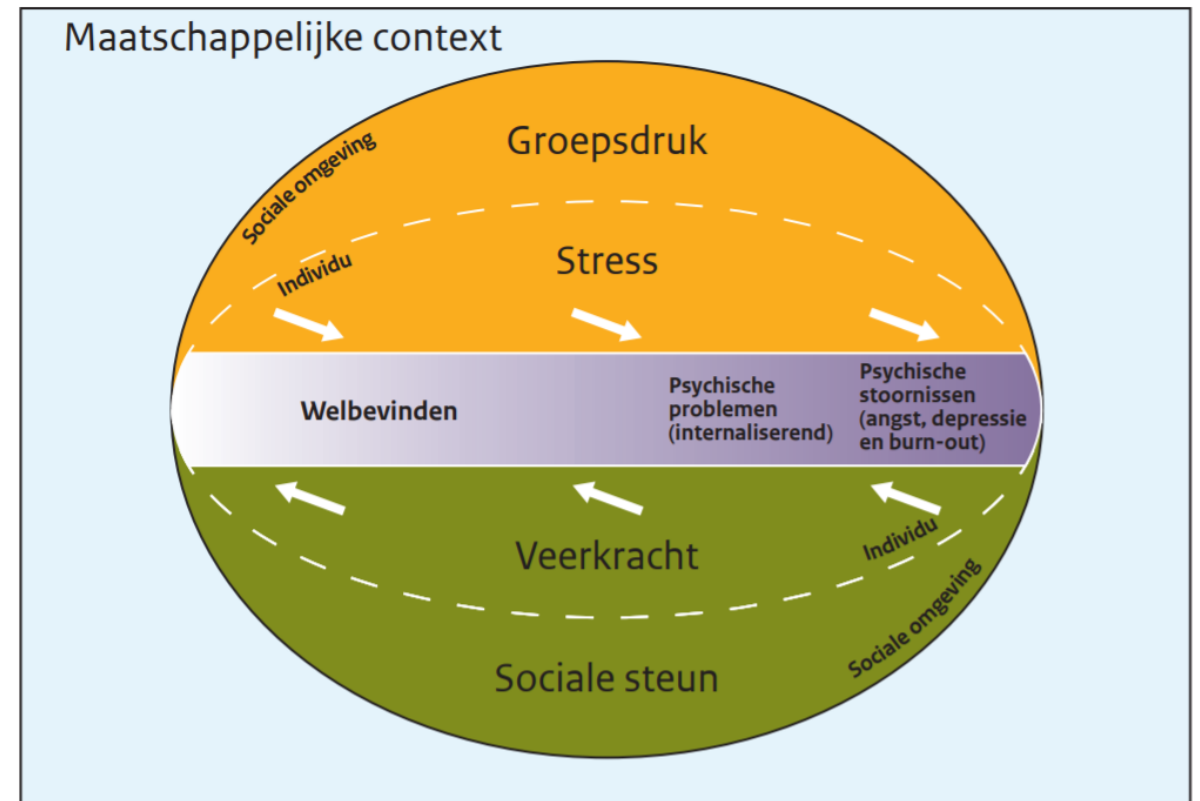 Maatschappelijke context
Groepsdruk
Sociale omgeving
Stress
Individu
Welbevinden
Psychische
problemen
(internaliserend)
Psychische
stoornissen
(angst, depressie
en burn-out)
Veerkracht
Individu
Sociale omgeving
Sociale steun